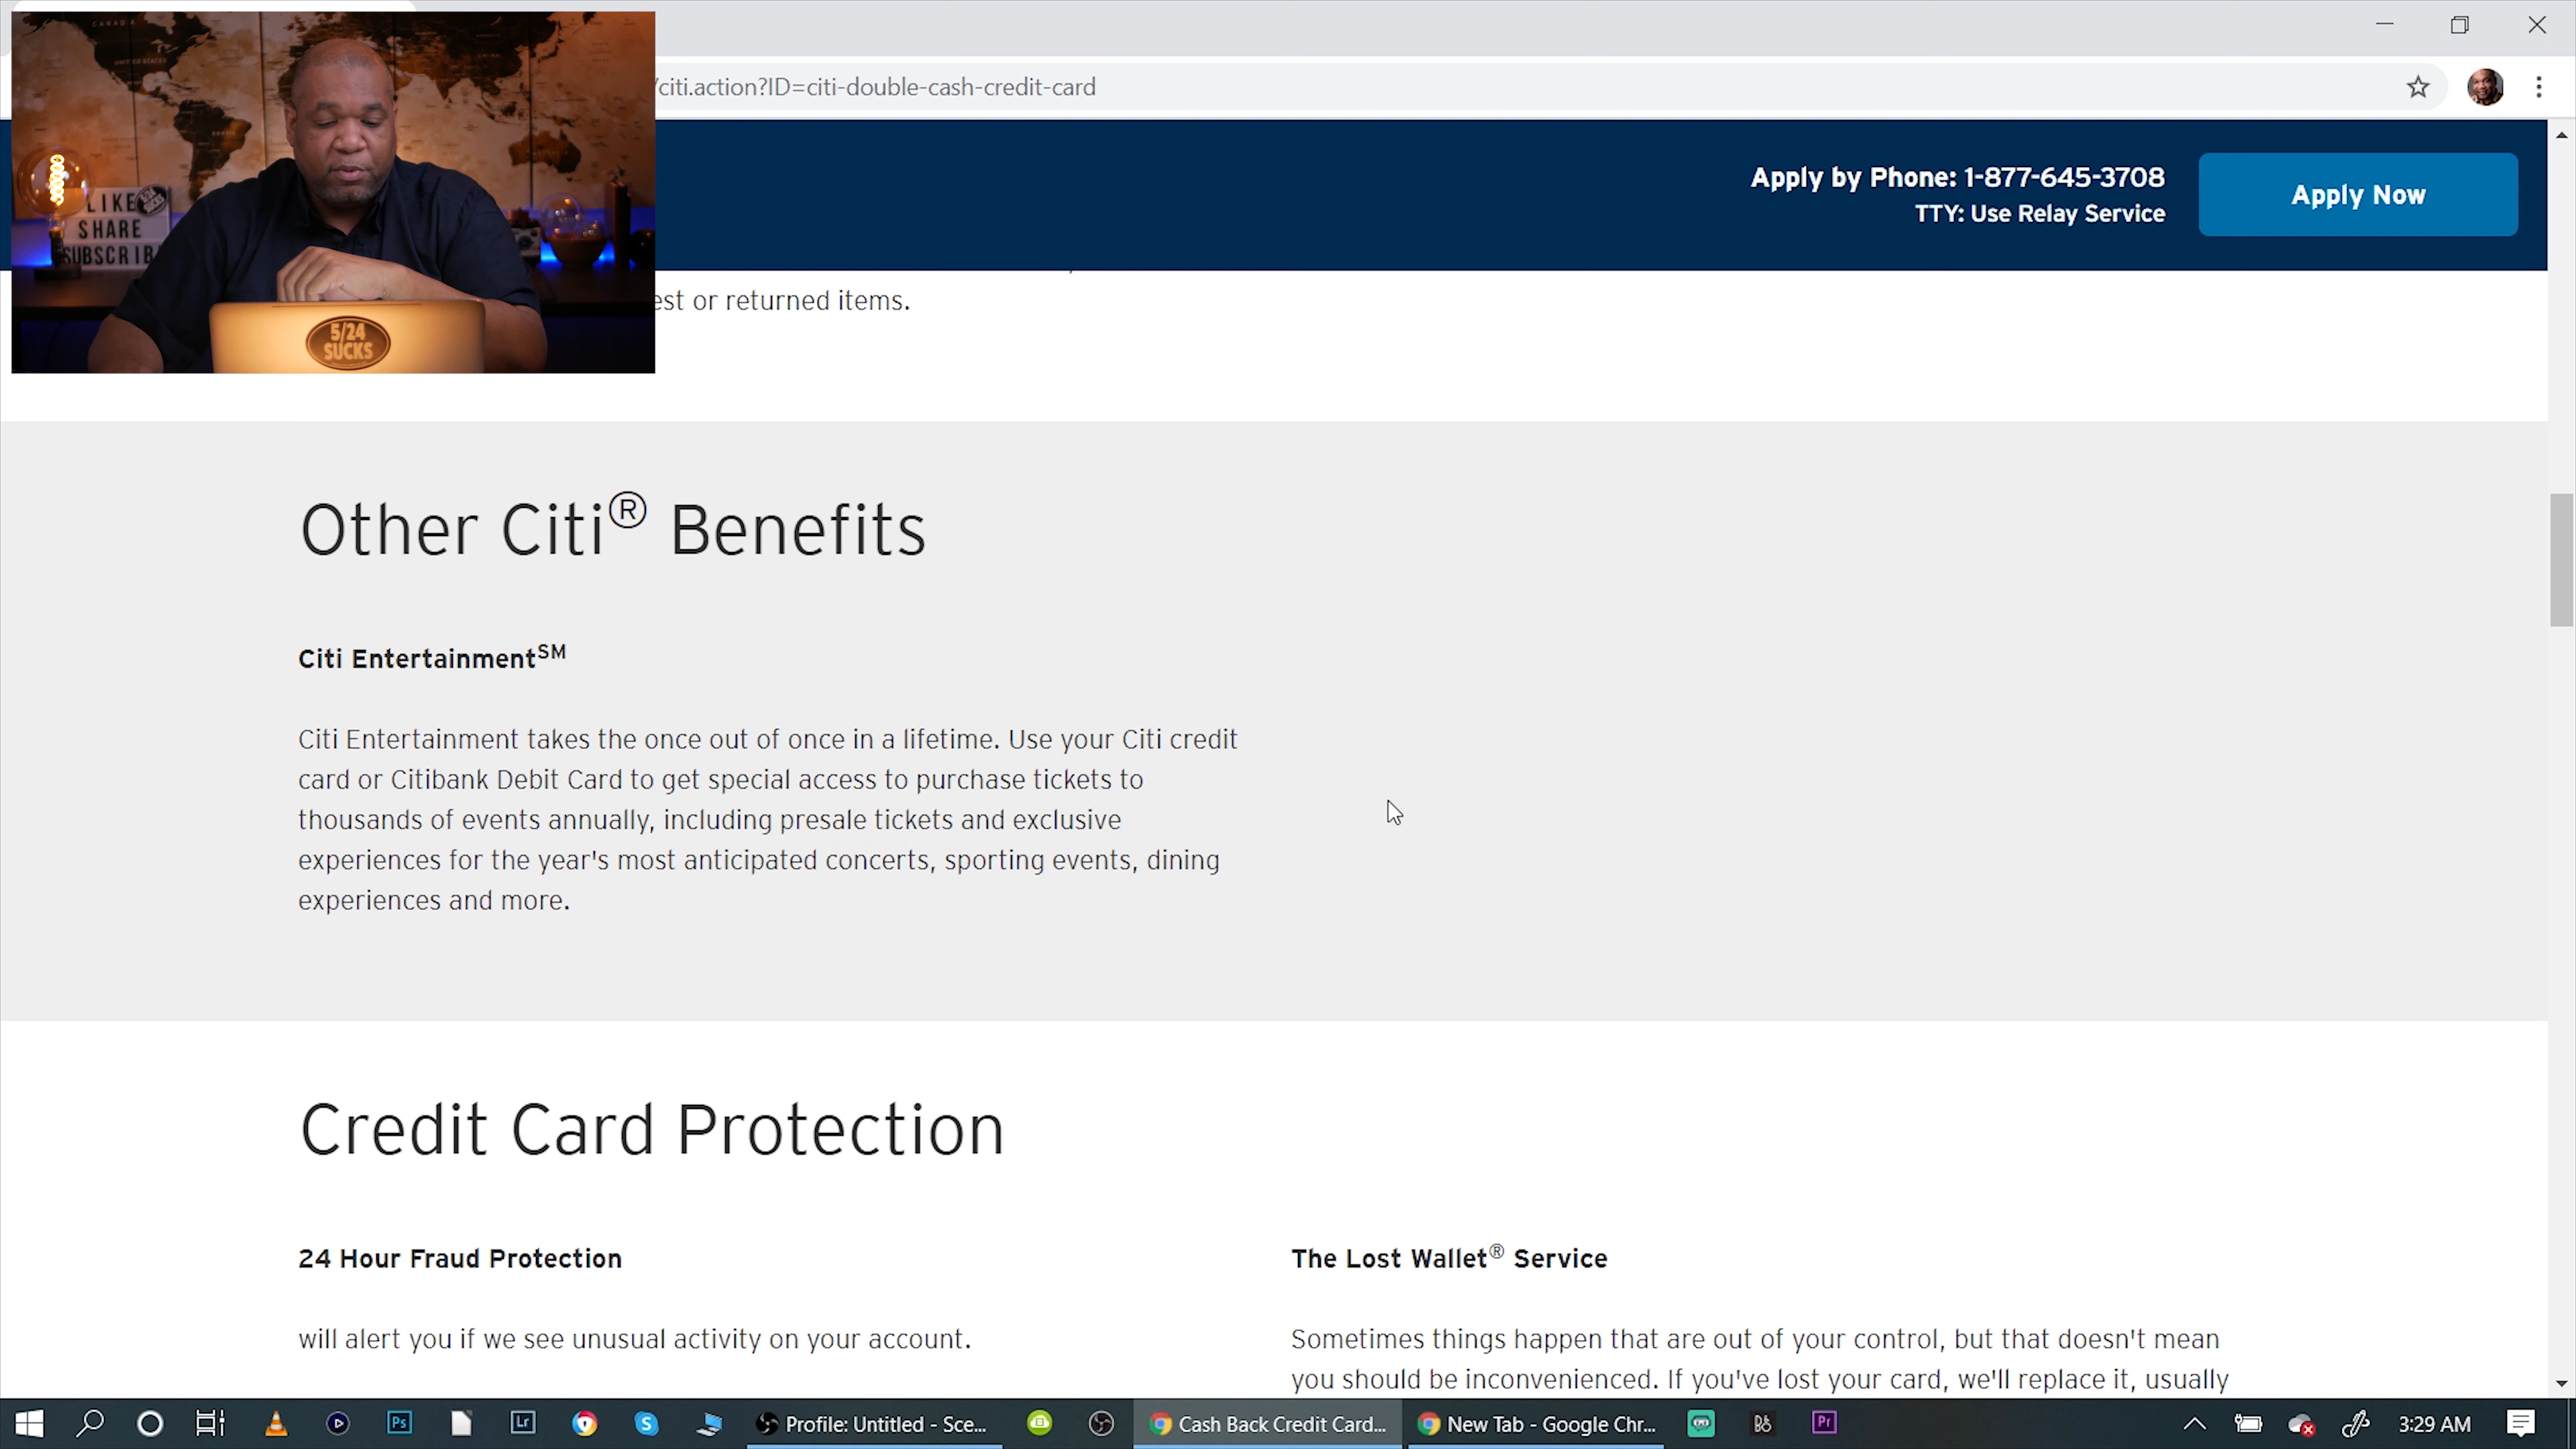 /citi.action?ID=citi-double-cash-credit-card
LIKE
SHARE
SUBSCRIB
5/24
SUCKS
Apply by Phone: 1-877-645-3708
TTY: Use Relay Service
Apply Now
est or returned items.
Other Citi® Benefits
Citi Entertainment℠
Citi Entertainment takes the once out of once in a lifetime. Use your Citi credit
card or Citibank Debit Card to get special access to purchase tickets to
thousands of events annually, including presale tickets and exclusive
experiences for the year's most anticipated concerts, sporting events, dining
experiences and more.
Credit Card Protection
24 Hour Fraud Protection
will alert you if we see unusual activity on your account.
The Lost Wallet® Service
Sometimes things happen that are out of your control, but that doesn't mean
you should be inconvenienced. If you've lost your card, we'll replace it, usually
Ps
Lr
S
Profile: Untitled - Sce...
Cash Back Credit Card...
New Tab - Google Chr...
Pr
3:29 AM